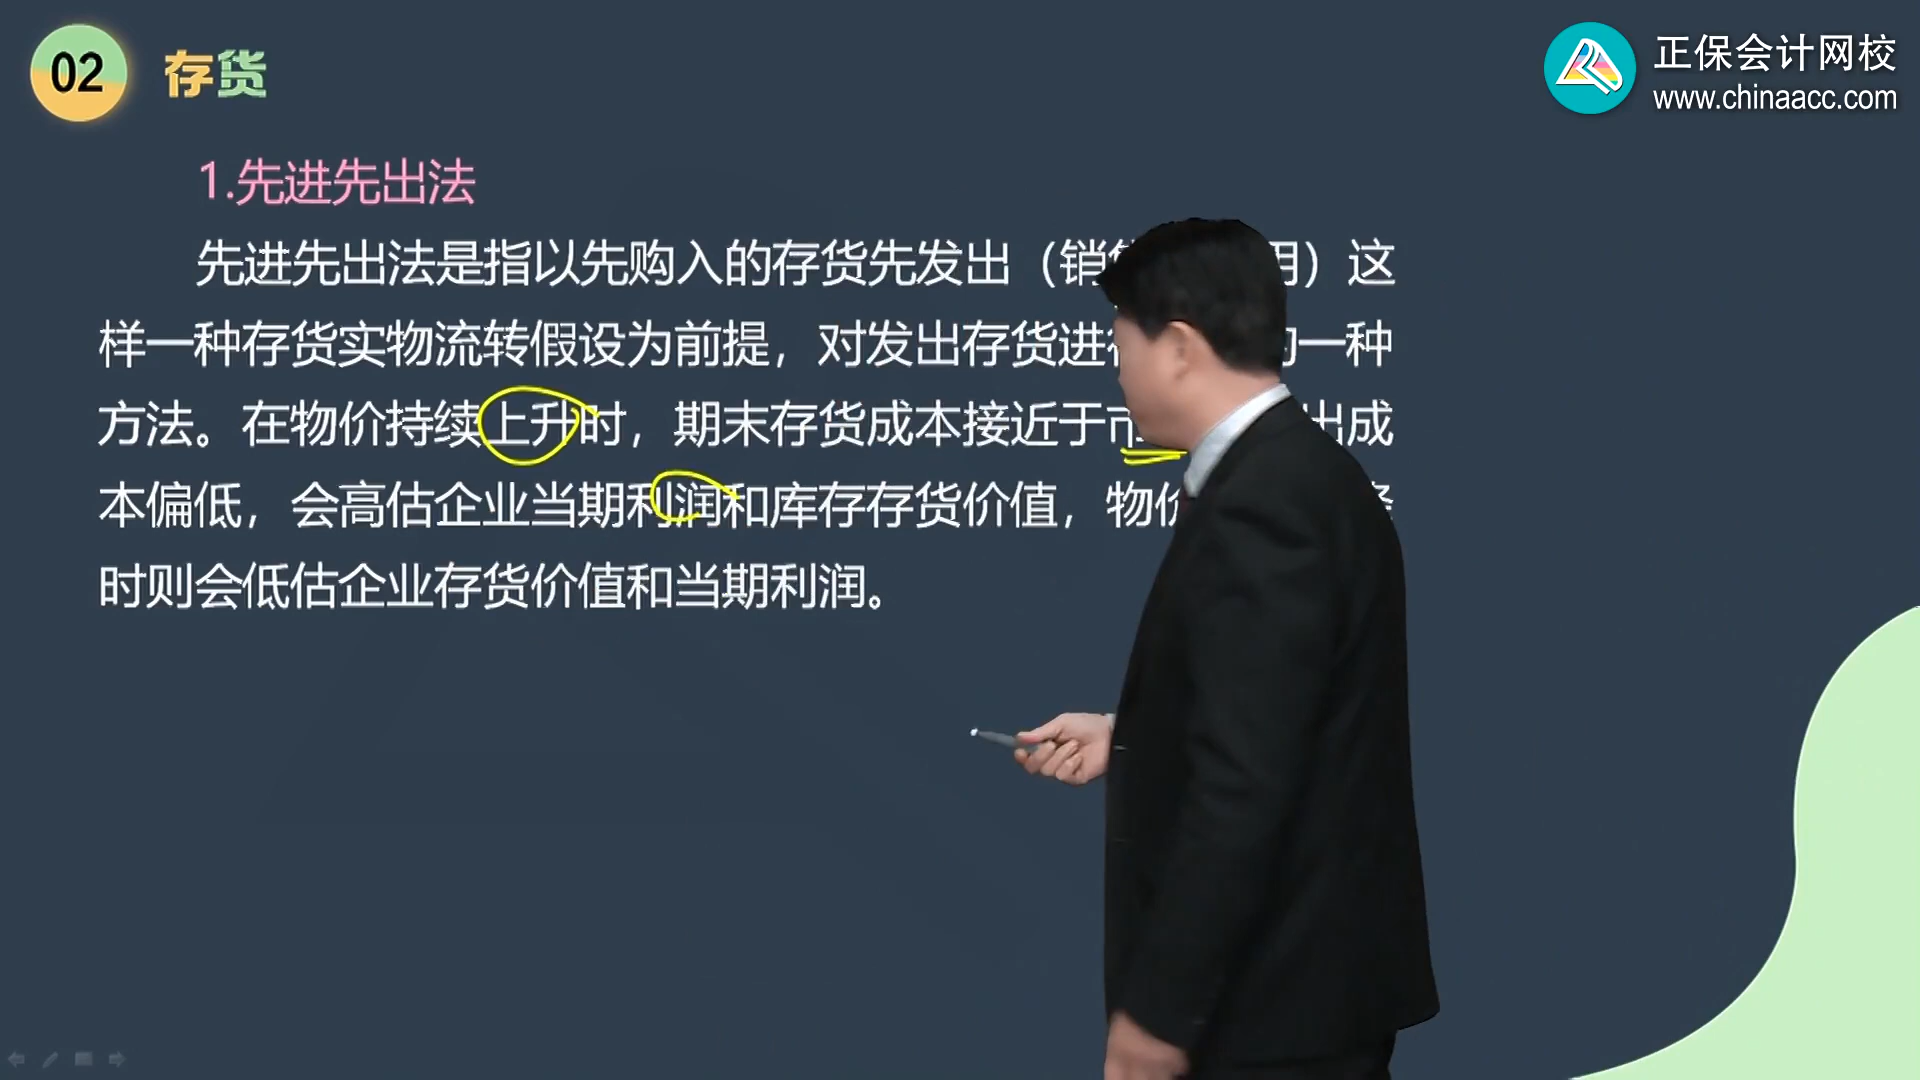 02 存货
正保会计网校
www.chinaacc.com
1.先进先出法
先进先出法是指以先购入的存货先发出（销 用）这
样一种存货实物流转假设为前提，对发出存货进 一种
方法。在物价持续上升时，期末存货成本接近于市 出成
本偏低，会高估企业当期利润和库存存货价值，物价
时则会低估企业存货价值和当期利润。